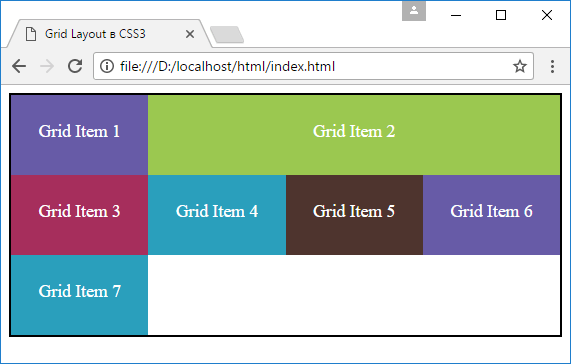 Grid Layout в CSS3
file:///D:/localhost/html/index.html
Grid Item 1
Grid Item 2
Grid Item 3
Grid Item 4
Grid Item 5
Grid Item 6
Grid Item 7